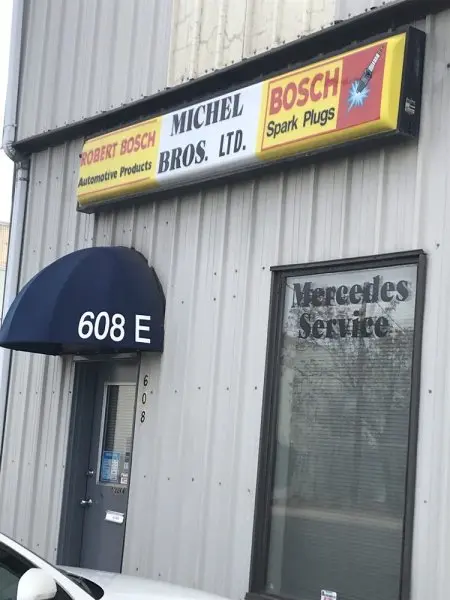 ROBERT BOSCH
Automotive Products
MICHEL
BROS. LTD.
BOSCH
Spark Plugs
608 E
608
Mercedes
Service